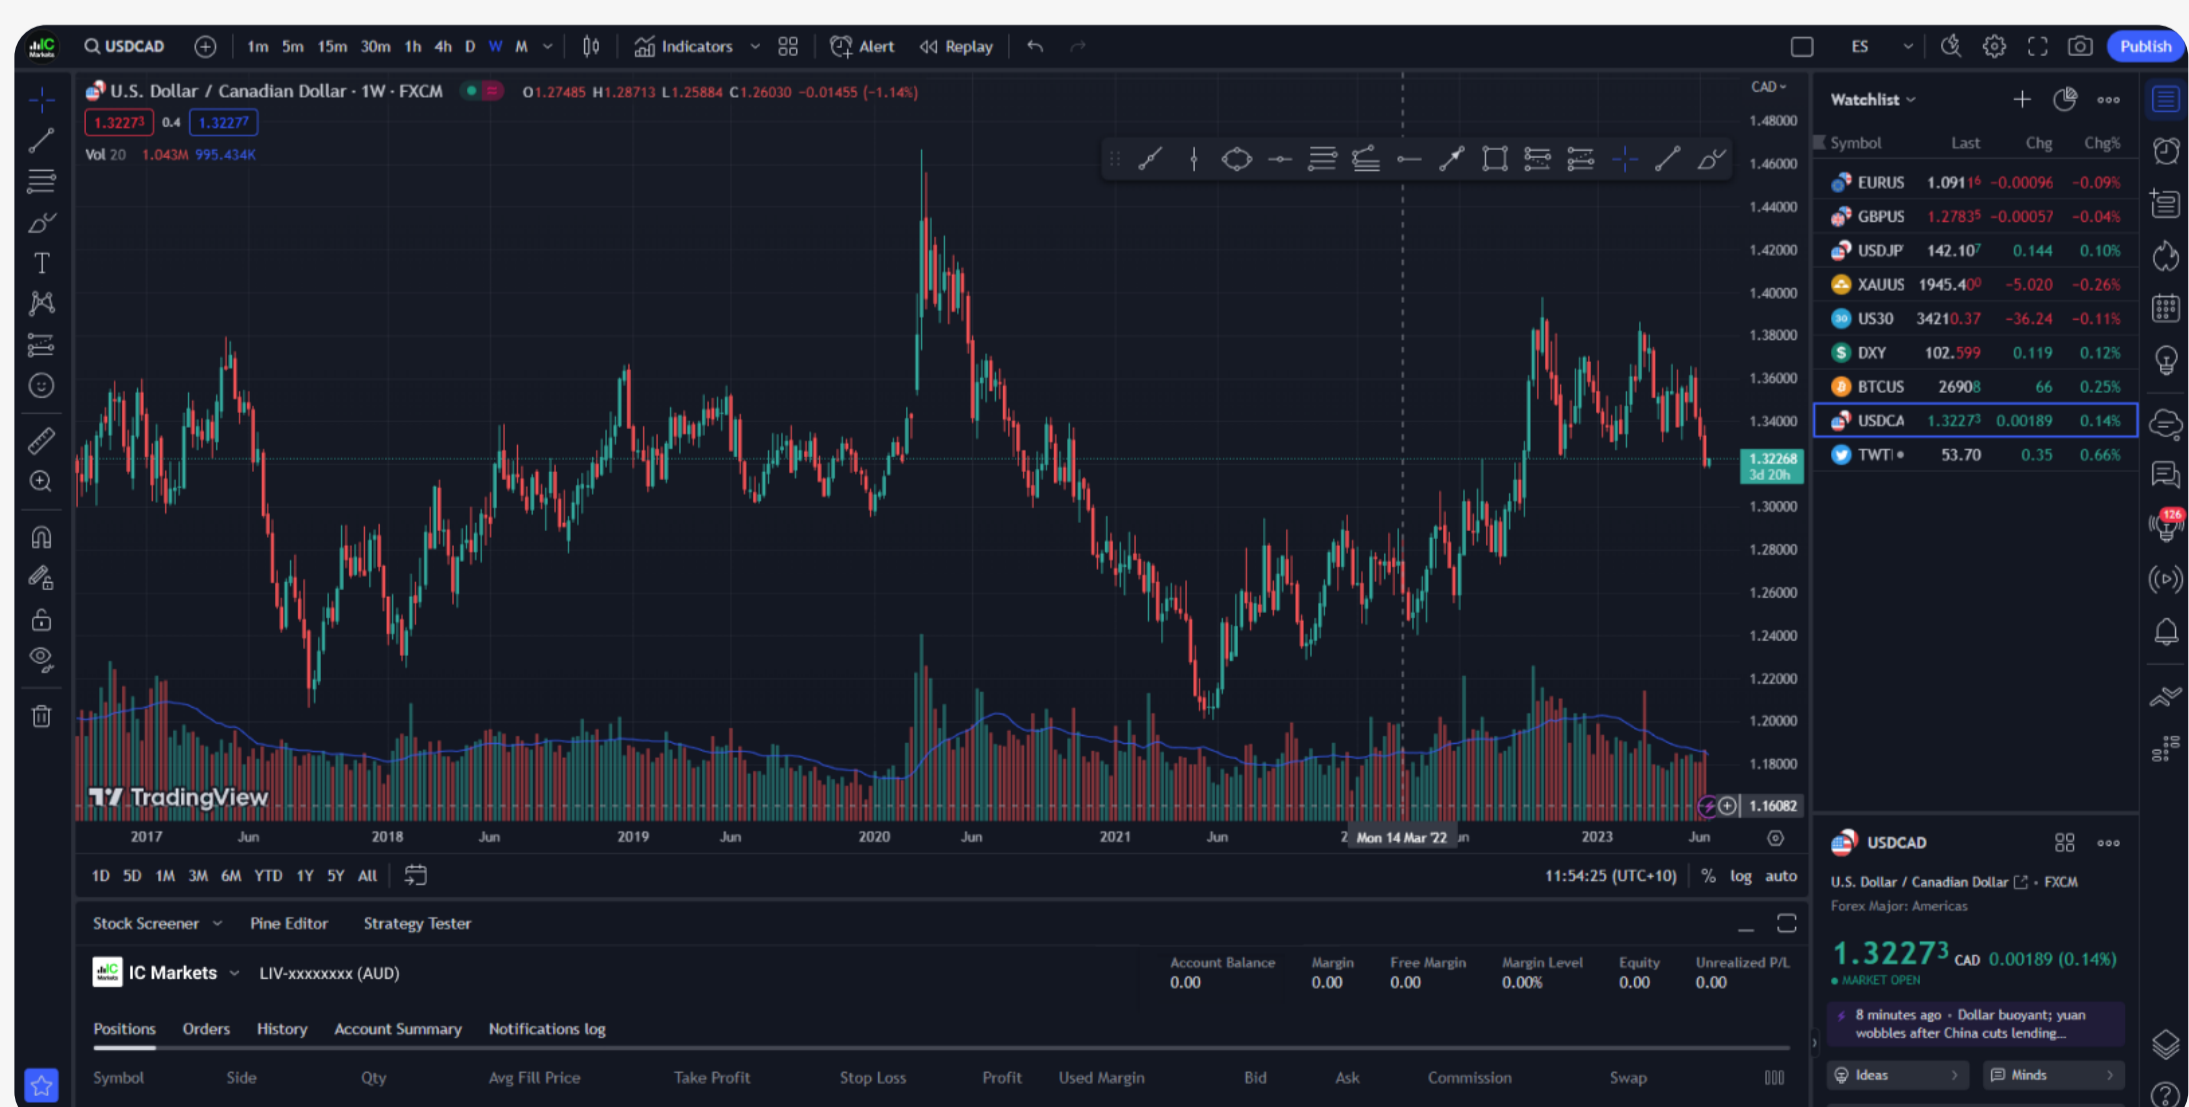 IC Markets USDCAD 1m 5m 15m 30m 1h 4h D W M Indicators Alert Replay ES Publish
U.S. Dollar / Canadian Dollar · 1W · FXCM O1.27485 H1.28713 L1.25884 C1.26030 −0.01455 (−1.14%)
1.32273 0.4 1.32277
Vol 20 1.043M 995.434K
CAD
1.48000
1.46000
1.44000
1.42000
1.40000
1.38000
1.36000
1.34000
1.32268
3d 20h
1.30000
1.28000
1.26000
1.24000
1.22000
1.20000
1.18000
1.16082
TradingView
2017 Jun 2018 Jun 2019 Jun 2020 Jun 2021 Jun 2 Mon 14 Mar '22 un 2023 Jun
1D 5D 1M 3M 6M YTD 1Y 5Y All 11:54:25 (UTC+10) % log auto
Stock Screener Pine Editor Strategy Tester
IC Markets IC Markets LIV-xxxxxxxx (AUD)
Account Balance Margin Free Margin Margin Level Equity Unrealized P/L
0.00 0.00 0.00 0.00% 0.00 0.00
Positions Orders History Account Summary Notifications log
Symbol Side Qty Avg Fill Price Take Profit Stop Loss Profit Used Margin Bid Ask Commission Swap
Watchlist
Symbol Last Chg Chg%
EURUS 1.09116 −0.00096 −0.09%
GBPUS 1.27835 −0.00057 −0.04%
USDJP 142.107 0.144 0.10%
XAUUS 1945.400 −5.020 −0.26%
30 US30 34210.37 −36.24 −0.11%
$ DXY 102.599 0.119 0.12%
BTCUS 26908 66 0.25%
USDCA 1.32273 0.00189 0.14%
TWTI 53.70 0.35 0.66%
126
USDCAD
U.S. Dollar / Canadian Dollar · FXCM
Forex Major: Americas
1.32273 CAD 0.00189 (0.14%)
MARKET OPEN
8 minutes ago · Dollar buoyant; yuan
wobbles after China cuts lending...
Ideas Minds